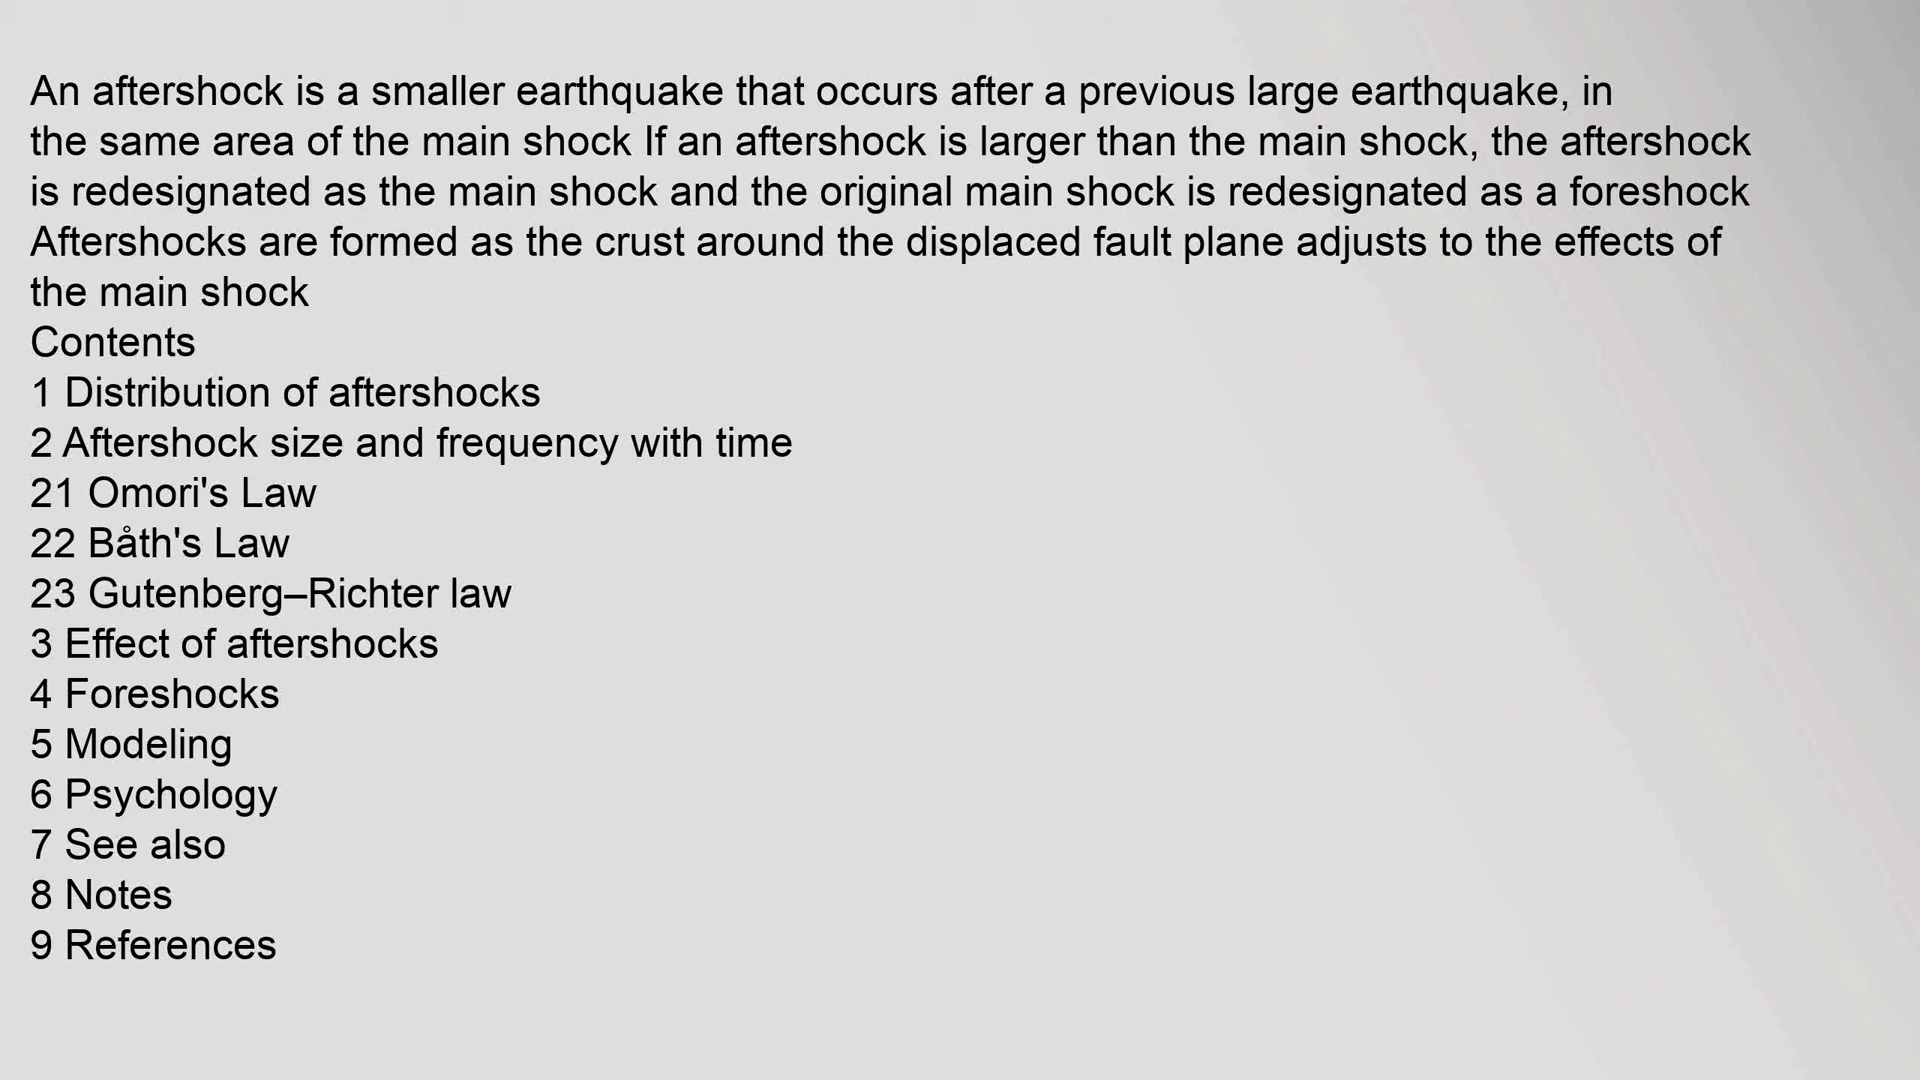 An aftershock is a smaller earthquake that occurs after a previous large earthquake, in
the same area of the main shock If an aftershock is larger than the main shock, the aftershock
is redesignated as the main shock and the original main shock is redesignated as a foreshock
Aftershocks are formed as the crust around the displaced fault plane adjusts to the effects of
the main shock
Contents
1 Distribution of aftershocks
2 Aftershock size and frequency with time
21 Omori's Law
22 Båth's Law
23 Gutenberg–Richter law
3 Effect of aftershocks
4 Foreshocks
5 Modeling
6 Psychology
7 See also
8 Notes
9 References